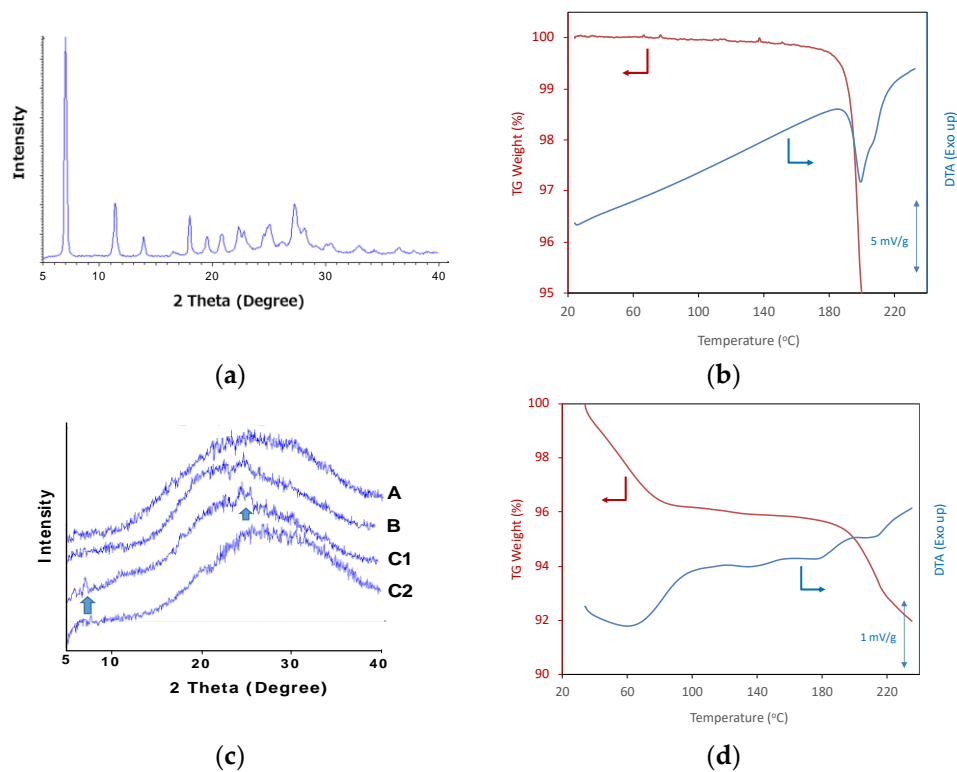 Intensity
5
10
20
30
40
2 Theta (Degree)
(a)
100
99
98
97
96
95
TG Weight (%)
DTA (Exo up)
5 mV/g
20
60
100
140
180
220
Temperature (°C)
(b)
Intensity
A
B
C1
C2
5
10
20
30
40
2 Theta (Degree)
(c)
100
98
96
94
92
90
TG Weight (%)
DTA (Exo up)
1 mV/g
20
60
100
140
180
220
Temperature (°C)
(d)